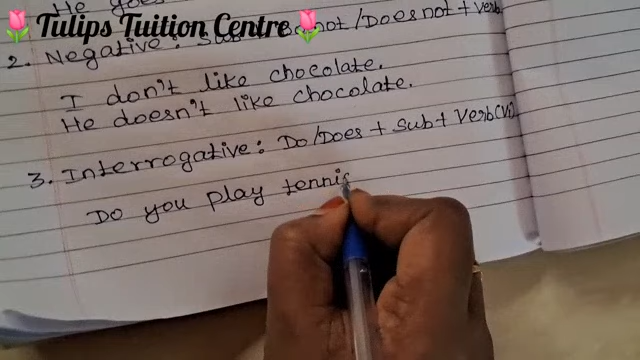 He goes
🌷Tulips Tuition Centre🌷
2. Negative: Sub + Do not/Does not + Verb
I don't like chocolate.
He doesn't like chocolate.
3. Interrogative: Do/Does + Sub + Verb(V1)
Do you play tennis